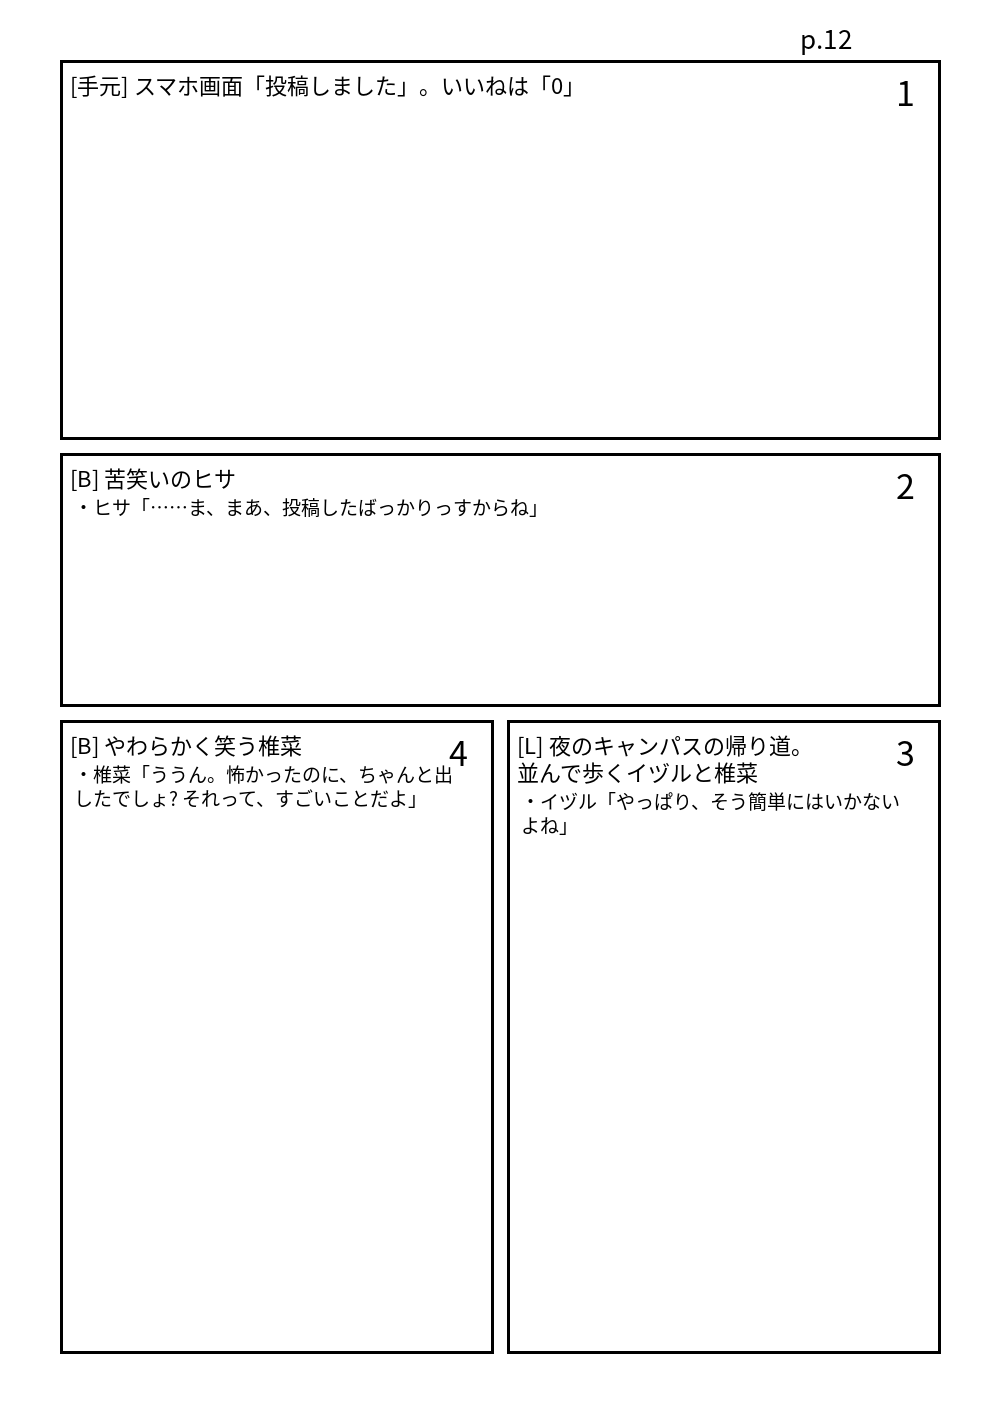 p.12
[手元] スマホ画面「投稿しました」。いいねは「0」
1
[B] 苦笑いのヒサ
・ヒサ「……ま、まあ、投稿したばっかりっすからね」
2
[L] 夜のキャンパスの帰り道。
並んで歩くイヅルと椎菜
・イヅル「やっぱり、そう簡単にはいかない
よね」
3
[B] やわらかく笑う椎菜
・椎菜「ううん。怖かったのに、ちゃんと出
したでしょ? それって、すごいことだよ」
4